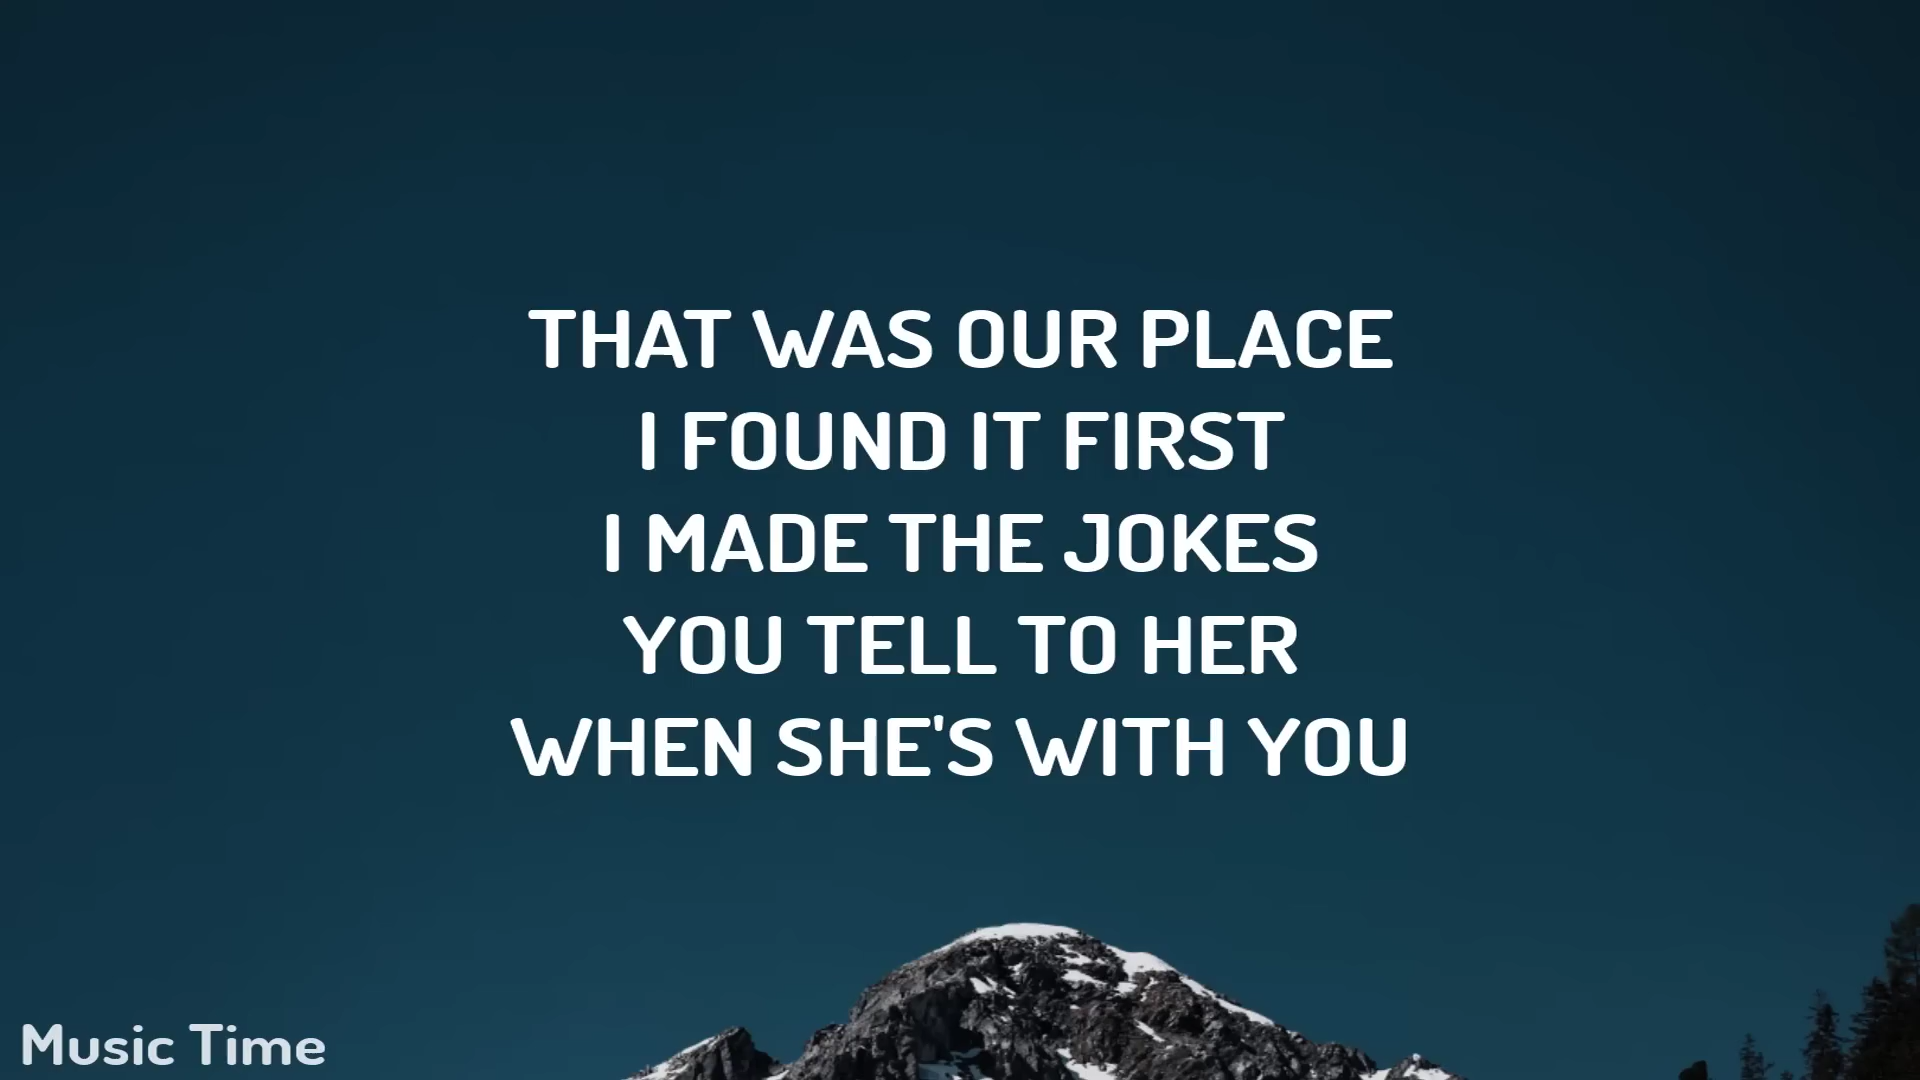 THAT WAS OUR PLACE
I FOUND IT FIRST
I MADE THE JOKES
YOU TELL TO HER
WHEN SHE'S WITH YOU
Music Time